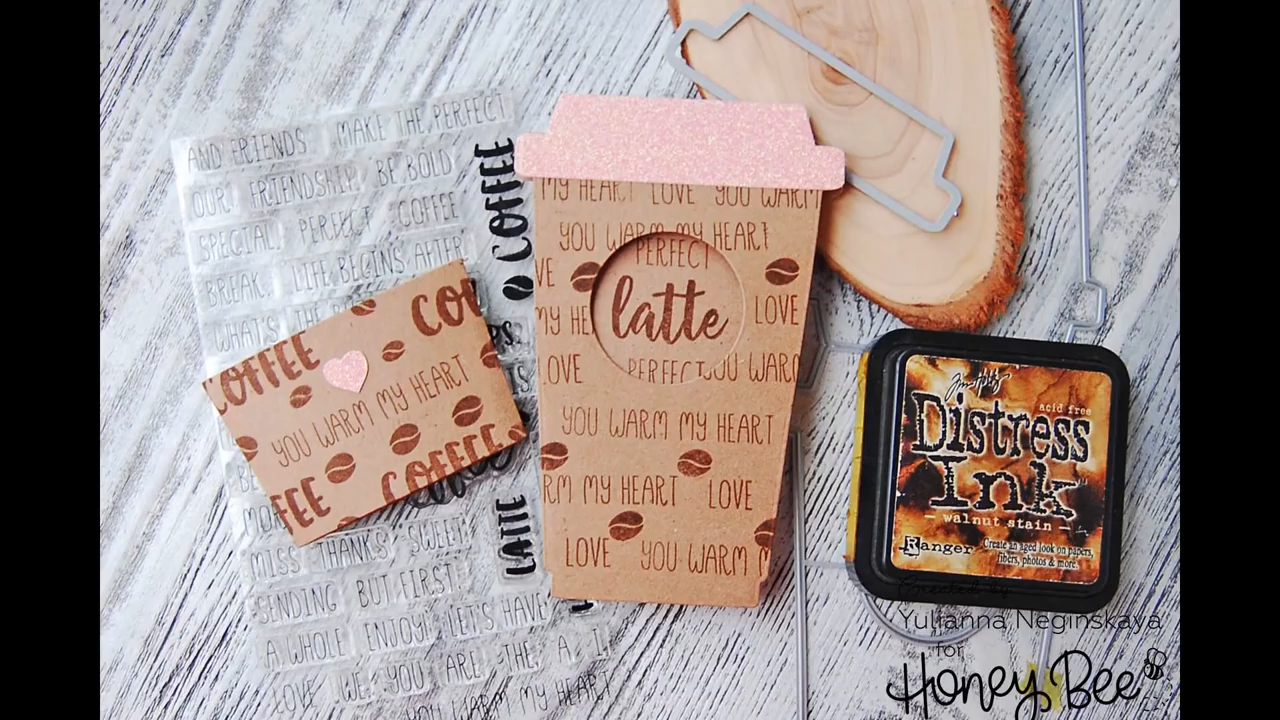 AND FRIENDS MAKE THE PERFECT
OUR FRIENDSHIP BE BOLD
SPECIAL PERFECT COFFEE
BREAK LIFE BEGINS AFTER
WHAT'S THE
COFFEE
LATTE
MISS THANKS SWEET
SENDING BUT FIRST
A WHOLE ENJOY LET'S HAVE
LOVE WE YOU ARE THE A I
YOU WARM MY HEART
COFFEE
YOU WARM MY HEART
COFFEE
MY HEART LOVE YOU WARM
YOU WARM MY HEART
PERFECT
latte
LOVE
LOVE
PERFECT
YOU WARM
YOU WARM MY HEART
RM MY HEART LOVE
LOVE YOU WARM M
Tim Holtz
acid free
Distress
Ink
— walnut stain —
Ranger
Create an aged look on papers,
fibers, photos & more.
Created by
Yulianna Neginskaya
for
Honey Bee